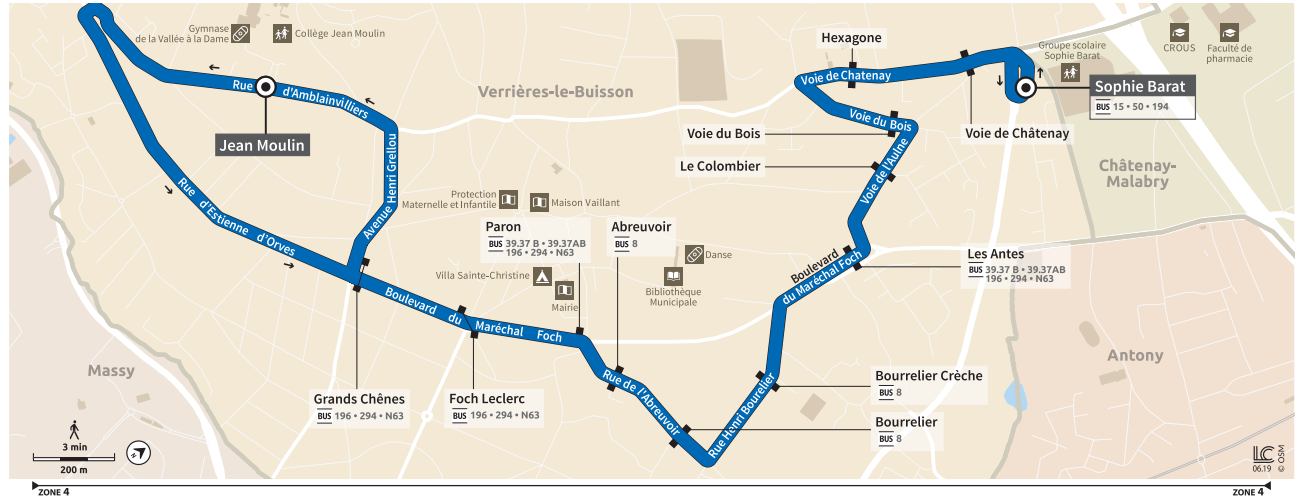 Gymnase
de la Vallée à la Dame
Collège Jean Moulin
Rue d'Amblainvilliers
Jean Moulin
Verrières-le-Buisson
Hexagone
Voie de Chatenay
Groupe scolaire
Sophie Barat
CROUS
Faculté de
pharmacie
Sophie Barat
BUS 15 • 50 • 194
Voie de Châtenay
Voie du Bois
Voie du Bois
Le Colombier
Voie de l'Aulne
Châtenay-
Malabry
Avenue Henri Grellou
Rue d'Estienne d'Orves
Protection
Maternelle et Infantile
Maison Vaillant
Paron
BUS 39.37 B • 39.37AB
196 • 294 • N63
Abreuvoir
BUS 8
Danse
Bibliothèque
Municipale
Villa Sainte-Christine
Mairie
Boulevard
du Maréchal Foch
Les Antes
BUS 39.37 B • 39.37AB
196 • 294 • N63
Boulevard du Maréchal Foch
Massy
Antony
Grands Chênes
BUS 196 • 294 • N63
Foch Leclerc
BUS 196 • 294 • N63
Rue de l'Abreuvoir
Rue Henri Bourelier
Bourrelier Crèche
BUS 8
Bourrelier
BUS 8
3 min
200 m
LC
06.19
© OSM
ZONE 4
ZONE 4